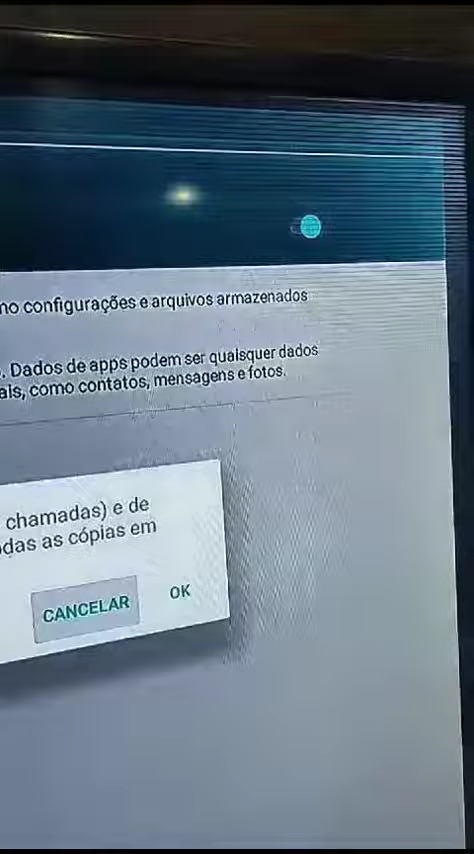 no configurações e arquivos armazenados
. Dados de apps podem ser quaisquer dados
ais, como contatos, mensagens e fotos.
chamadas) e de
das as cópias em
CANCELAR
OK